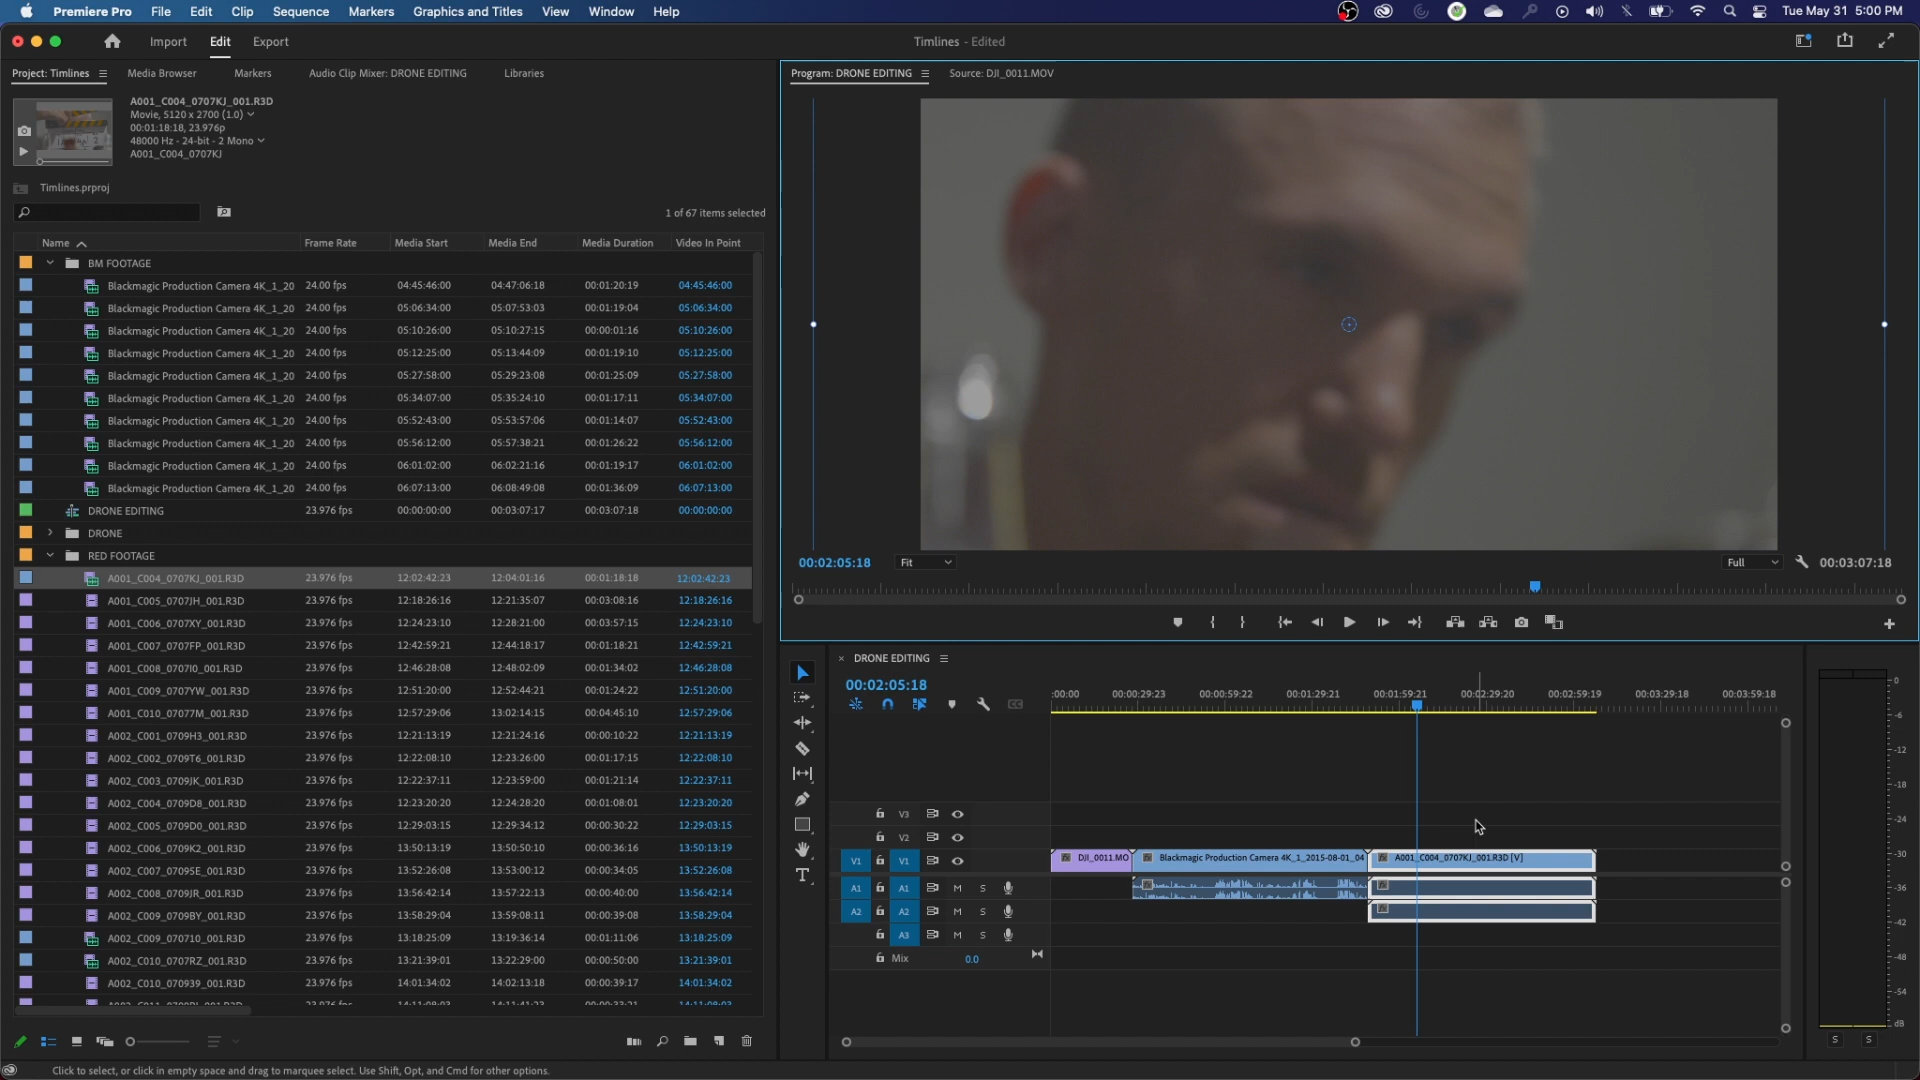 Premiere Pro File Edit Clip Sequence Markers Graphics and Titles View Window Help Tue May 31 5:00 PM
Import Edit Export Timlines - Edited
Project: Timlines Media Browser Markers Audio Clip Mixer: DRONE EDITING Libraries
Program: DRONE EDITING Source: DJI_0011.MOV
A001_C004_0707KJ_001.R3D
Movie, 5120 x 2700 (1.0)
00:01:18:18, 23.976p
48000 Hz - 24-bit - 2 Mono
A001_C004_0707KJ
Timlines.prproj
1 of 67 items selected
Name Frame Rate Media Start Media End Media Duration Video In Point
BM FOOTAGE
Blackmagic Production Camera 4K_1_20 24.00 fps 04:45:46:00 04:47:06:18 00:01:20:19 04:45:46:00
Blackmagic Production Camera 4K_1_20 24.00 fps 05:06:34:00 05:07:53:03 00:01:19:04 05:06:34:00
Blackmagic Production Camera 4K_1_20 24.00 fps 05:10:26:00 05:10:27:15 00:00:01:16 05:10:26:00
Blackmagic Production Camera 4K_1_20 24.00 fps 05:12:25:00 05:13:44:09 00:01:19:10 05:12:25:00
Blackmagic Production Camera 4K_1_20 24.00 fps 05:27:58:00 05:29:23:08 00:01:25:09 05:27:58:00
Blackmagic Production Camera 4K_1_20 24.00 fps 05:34:07:00 05:35:24:10 00:01:17:11 05:34:07:00
Blackmagic Production Camera 4K_1_20 24.00 fps 05:52:43:00 05:53:57:06 00:01:14:07 05:52:43:00
Blackmagic Production Camera 4K_1_20 24.00 fps 05:56:12:00 05:57:38:21 00:01:26:22 05:56:12:00
Blackmagic Production Camera 4K_1_20 24.00 fps 06:01:02:00 06:02:21:16 00:01:19:17 06:01:02:00
Blackmagic Production Camera 4K_1_20 24.00 fps 06:07:13:00 06:08:49:08 00:01:36:09 06:07:13:00
DRONE EDITING 23.976 fps 00:00:00:00 00:03:07:17 00:03:07:18 00:00:00:00
DRONE
RED FOOTAGE
A001_C004_0707KJ_001.R3D 23.976 fps 12:02:42:23 12:04:01:16 00:01:18:18 12:02:42:23
A001_C005_0707JH_001.R3D 23.976 fps 12:18:26:16 12:21:35:07 00:03:08:16 12:18:26:16
A001_C006_0707XY_001.R3D 23.976 fps 12:24:23:10 12:28:21:00 00:03:57:15 12:24:23:10
A001_C007_0707FP_001.R3D 23.976 fps 12:42:59:21 12:44:18:17 00:01:18:21 12:42:59:21
A001_C008_0707I0_001.R3D 23.976 fps 12:46:28:08 12:48:02:09 00:01:34:02 12:46:28:08
A001_C009_0707YW_001.R3D 23.976 fps 12:51:20:00 12:52:44:21 00:01:24:22 12:51:20:00
A001_C010_07077M_001.R3D 23.976 fps 12:57:29:06 13:02:14:15 00:04:45:10 12:57:29:06
A002_C001_0709H3_001.R3D 23.976 fps 12:21:13:19 12:21:24:16 00:00:10:22 12:21:13:19
A002_C002_0709T6_001.R3D 23.976 fps 12:22:08:10 12:23:26:00 00:01:17:15 12:22:08:10
A002_C003_0709JK_001.R3D 23.976 fps 12:22:37:11 12:23:59:00 00:01:21:14 12:22:37:11
A002_C004_0709D8_001.R3D 23.976 fps 12:23:20:20 12:24:28:20 00:01:08:01 12:23:20:20
A002_C005_0709D0_001.R3D 23.976 fps 12:29:03:15 12:29:34:12 00:00:30:22 12:29:03:15
A002_C006_0709K2_001.R3D 23.976 fps 13:50:13:19 13:50:50:10 00:00:36:16 13:50:13:19
A002_C007_07095E_001.R3D 23.976 fps 13:52:26:08 13:53:00:12 00:00:34:05 13:52:26:08
A002_C008_0709JR_001.R3D 23.976 fps 13:56:42:14 13:57:22:13 00:00:40:00 13:56:42:14
A002_C009_0709BY_001.R3D 23.976 fps 13:58:29:04 13:59:08:11 00:00:39:08 13:58:29:04
A002_C009_070710_001.R3D 23.976 fps 13:18:25:09 13:19:36:14 00:01:11:06 13:18:25:09
A002_C010_0707RZ_001.R3D 23.976 fps 13:21:39:01 13:22:29:00 00:00:50:00 13:21:39:01
A002_C010_070939_001.R3D 23.976 fps 14:01:34:02 14:02:13:18 00:00:39:17 14:01:34:02
00:02:05:18 Fit Full 00:03:07:18
DRONE EDITING
00:02:05:18
:00:00 00:00:29:23 00:00:59:22 00:01:29:21 00:01:59:21 00:02:29:20 00:02:59:19 00:03:29:18 00:03:59:18
V3
V2
V1 V1 DJI_0011.MO Blackmagic Production Camera 4K_1_2015-08-01_04 A001_C004_0707KJ_001.R3D [V]
A1 A1 M S
A2 A2 M S
A3 M S
Mix 0.0
0
-6
-12
-18
-24
-30
-36
-42
-48
-54
dB
S S
Click to select, or click in empty space and drag to marquee select. Use Shift, Opt, and Cmd for other options.